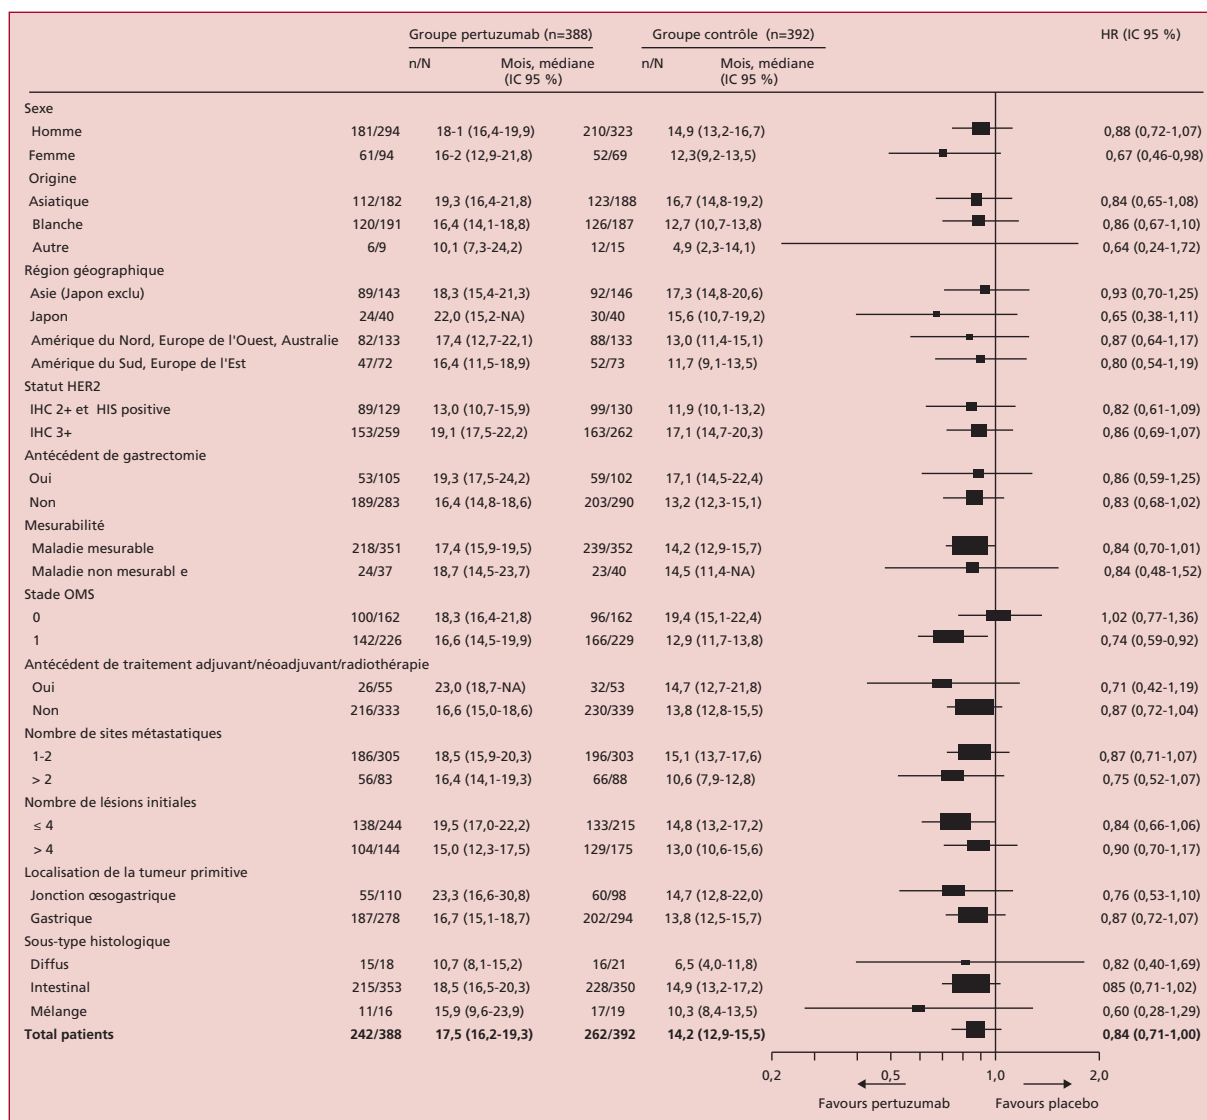 Groupe pertuzumab (n=388) Groupe contrôle (n=392) HR (IC 95 %)
n/N Mois, médiane n/N Mois, médiane
(IC 95 %) (IC 95 %)
Sexe
Homme 181/294 18-1 (16,4-19,9) 210/323 14,9 (13,2-16,7) 0,88 (0,72-1,07)
Femme 61/94 16-2 (12,9-21,8) 52/69 12,3(9,2-13,5) 0,67 (0,46-0,98)
Origine
Asiatique 112/182 19,3 (16,4-21,8) 123/188 16,7 (14,8-19,2) 0,84 (0,65-1,08)
Blanche 120/191 16,4 (14,1-18,8) 126/187 12,7 (10,7-13,8) 0,86 (0,67-1,10)
Autre 6/9 10,1 (7,3-24,2) 12/15 4,9 (2,3-14,1) 0,64 (0,24-1,72)
Région géographique
Asie (Japon exclu) 89/143 18,3 (15,4-21,3) 92/146 17,3 (14,8-20,6) 0,93 (0,70-1,25)
Japon 24/40 22,0 (15,2-NA) 30/40 15,6 (10,7-19,2) 0,65 (0,38-1,11)
Amérique du Nord, Europe de l'Ouest, Australie 82/133 17,4 (12,7-22,1) 88/133 13,0 (11,4-15,1) 0,87 (0,64-1,17)
Amérique du Sud, Europe de l'Est 47/72 16,4 (11,5-18,9) 52/73 11,7 (9,1-13,5) 0,80 (0,54-1,19)
Statut HER2
IHC 2+ et HIS positive 89/129 13,0 (10,7-15,9) 99/130 11,9 (10,1-13,2) 0,82 (0,61-1,09)
IHC 3+ 153/259 19,1 (17,5-22,2) 163/262 17,1 (14,7-20,3) 0,86 (0,69-1,07)
Antécédent de gastrectomie
Oui 53/105 19,3 (17,5-24,2) 59/102 17,1 (14,5-22,4) 0,86 (0,59-1,25)
Non 189/283 16,4 (14,8-18,6) 203/290 13,2 (12,3-15,1) 0,83 (0,68-1,02)
Mesurabilité
Maladie mesurable 218/351 17,4 (15,9-19,5) 239/352 14,2 (12,9-15,7) 0,84 (0,70-1,01)
Maladie non mesurabl e 24/37 18,7 (14,5-23,7) 23/40 14,5 (11,4-NA) 0,84 (0,48-1,52)
Stade OMS
0 100/162 18,3 (16,4-21,8) 96/162 19,4 (15,1-22,4) 1,02 (0,77-1,36)
1 142/226 16,6 (14,5-19,9) 166/229 12,9 (11,7-13,8) 0,74 (0,59-0,92)
Antécédent de traitement adjuvant/néoadjuvant/radiothérapie
Oui 26/55 23,0 (18,7-NA) 32/53 14,7 (12,7-21,8) 0,71 (0,42-1,19)
Non 216/333 16,6 (15,0-18,6) 230/339 13,8 (12,8-15,5) 0,87 (0,72-1,04)
Nombre de sites métastatiques
1-2 186/305 18,5 (15,9-20,3) 196/303 15,1 (13,7-17,6) 0,87 (0,71-1,07)
> 2 56/83 16,4 (14,1-19,3) 66/88 10,6 (7,9-12,8) 0,75 (0,52-1,07)
Nombre de lésions initiales
≤ 4 138/244 19,5 (17,0-22,2) 133/215 14,8 (13,2-17,2) 0,84 (0,66-1,06)
> 4 104/144 15,0 (12,3-17,5) 129/175 13,0 (10,6-15,6) 0,90 (0,70-1,17)
Localisation de la tumeur primitive
Jonction œsogastrique 55/110 23,3 (16,6-30,8) 60/98 14,7 (12,8-22,0) 0,76 (0,53-1,10)
Gastrique 187/278 16,7 (15,1-18,7) 202/294 13,8 (12,5-15,7) 0,87 (0,72-1,07)
Sous-type histologique
Diffus 15/18 10,7 (8,1-15,2) 16/21 6,5 (4,0-11,8) 0,82 (0,40-1,69)
Intestinal 215/353 18,5 (16,5-20,3) 228/350 14,9 (13,2-17,2) 085 (0,71-1,02)
Mélange 11/16 15,9 (9,6-23,9) 17/19 10,3 (8,4-13,5) 0,60 (0,28-1,29)
Total patients 242/388 17,5 (16,2-19,3) 262/392 14,2 (12,9-15,5) 0,84 (0,71-1,00)
0,2 0,5 1,0 2,0
Favours pertuzumab Favours placebo